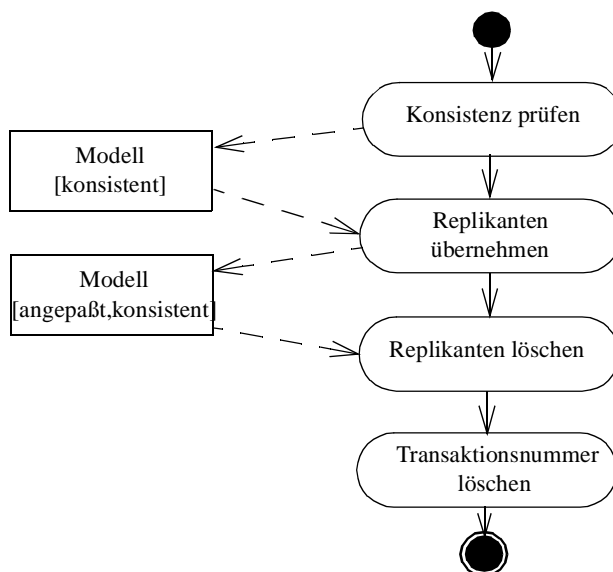 Konsistenz prüfen
Modell
[konsistent]
Replikanten
übernehmen
Modell
[angepaßt,konsistent]
Replikanten löschen
Transaktionsnummer
löschen